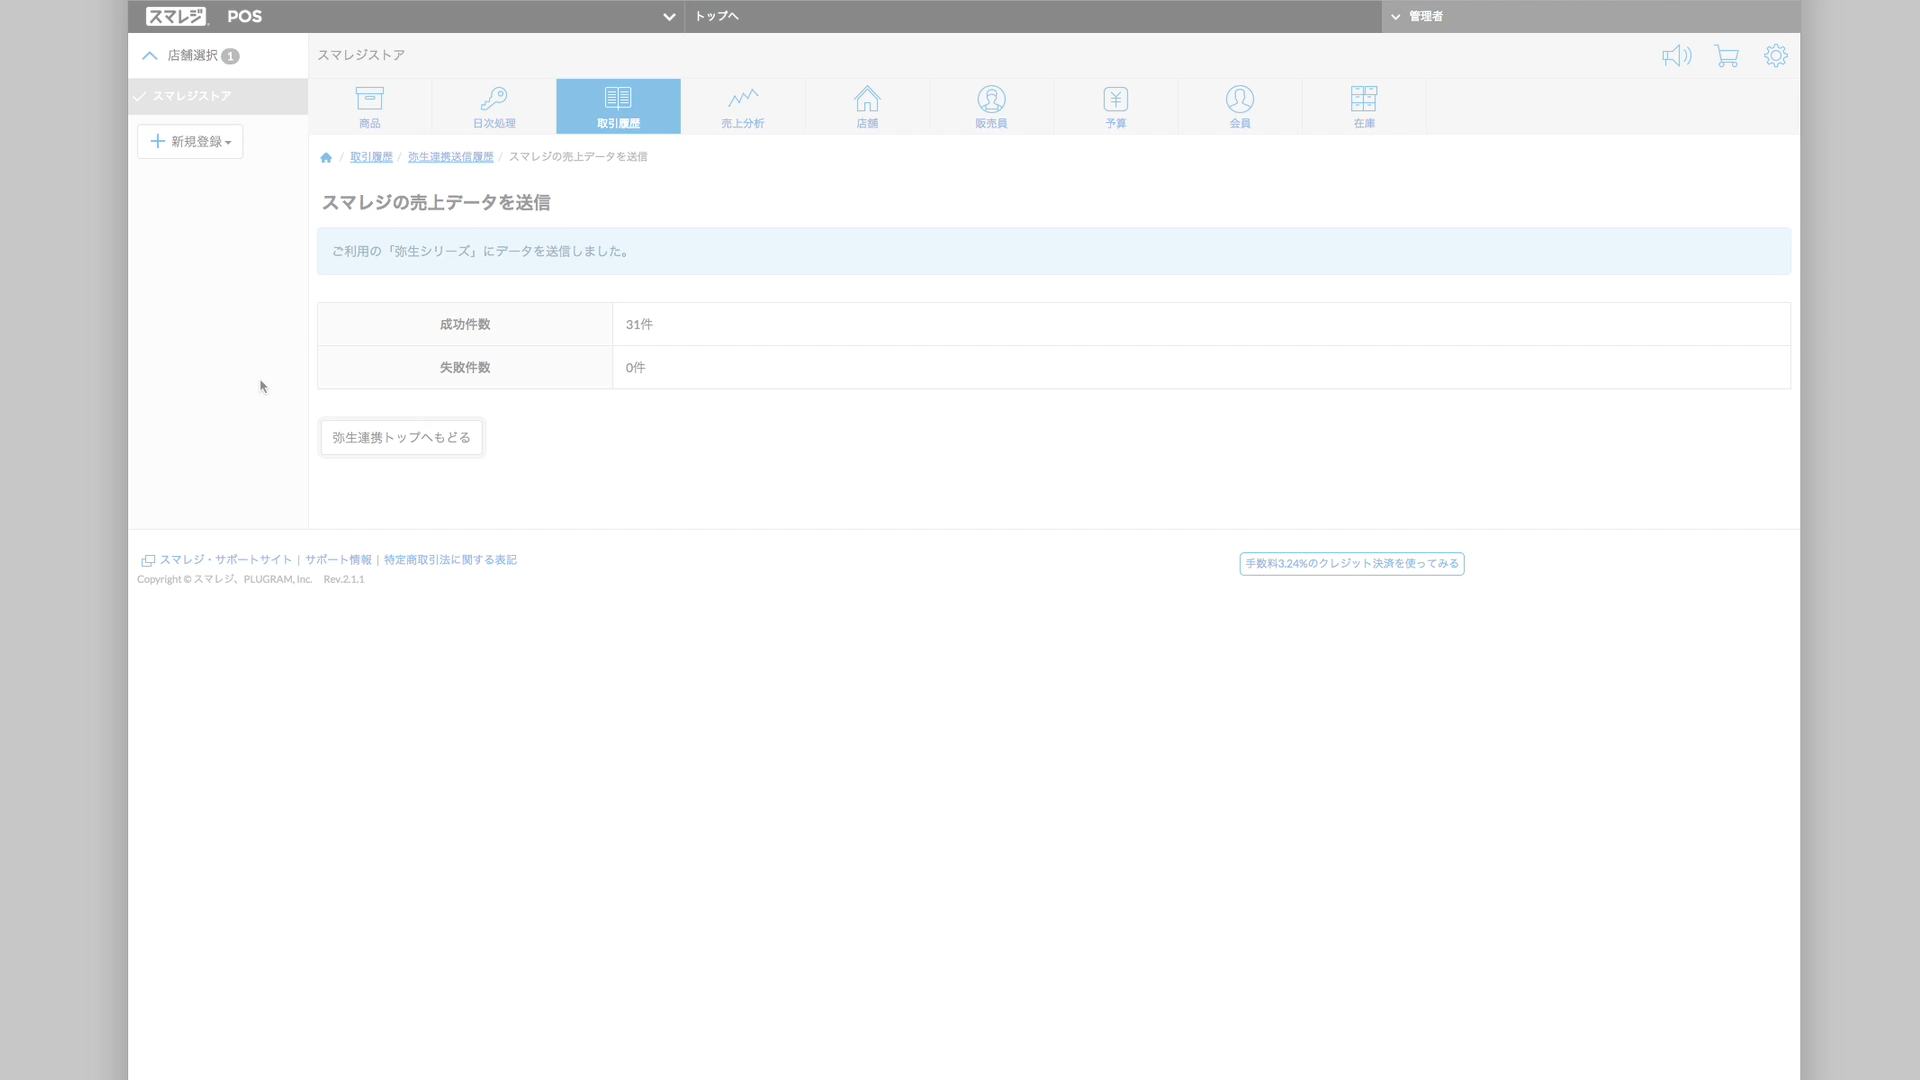 スマレジ POS
トップへ
管理者
店舗選択 1
スマレジストア
スマレジストア
新規登録
商品
日次処理
取引履歴
売上分析
店舗
販売員
予算
会員
在庫
/ 取引履歴 / 弥生連携送信履歴 / スマレジの売上データを送信
スマレジの売上データを送信
ご利用の「弥生シリーズ」にデータを送信しました。
成功件数 31件
失敗件数 0件
弥生連携トップへもどる
スマレジ・サポートサイト | サポート情報 | 特定商取引法に関する表記
手数料3.24%のクレジット決済を使ってみる
Copyright © スマレジ、PLUGRAM, Inc. Rev.2.1.1